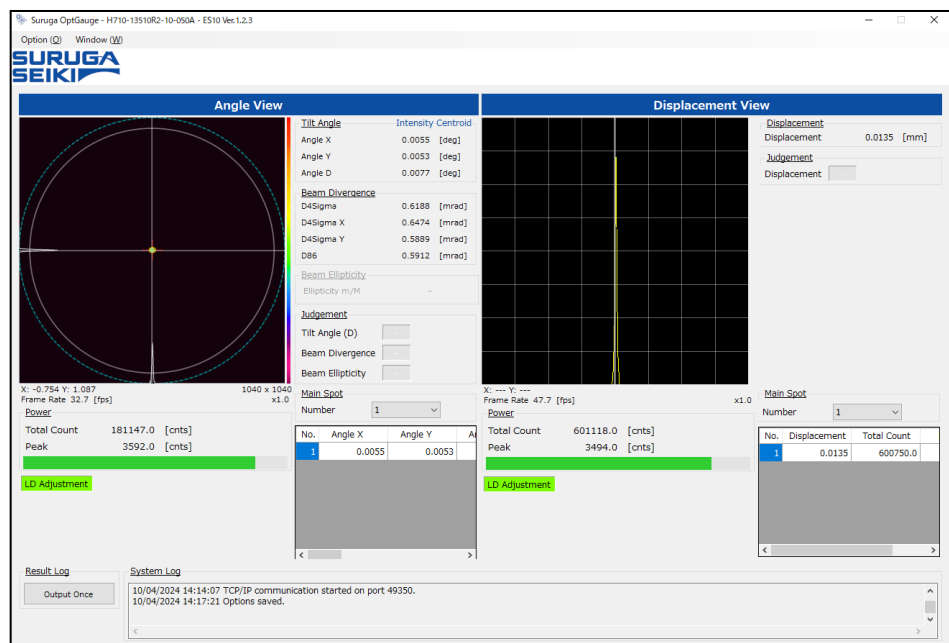 Suruga OptGauge - H710-13510R2-10-050A - ES10 Ver.1.2.3
Option (O) Window (W)
SURUGA
SEIKI
Angle View
Tilt Angle Intensity Centroid
Angle X 0.0055 [deg]
Angle Y 0.0053 [deg]
Angle D 0.0077 [deg]
Beam Divergence
D4Sigma 0.6188 [mrad]
D4Sigma X 0.6474 [mrad]
D4Sigma Y 0.5889 [mrad]
D86 0.5912 [mrad]
Beam Ellipticity
Ellipticity m/M -
Judgement
Tilt Angle (D) -
Beam Divergence -
Beam Ellipticity -
X: -0.754 Y: 1.087 1040 x 1040
Frame Rate 32.7 [fps] x1.0
Power
Total Count 181147.0 [cnts]
Peak 3592.0 [cnts]
LD Adjustment
Main Spot
Number 1
No. Angle X Angle Y
1 0.0055 0.0053
Displacement View
Displacement
Displacement 0.0135 [mm]
Judgement
Displacement -
X: --- Y: ---
Frame Rate 47.7 [fps] x1.0
Power
Total Count 601118.0 [cnts]
Peak 3494.0 [cnts]
LD Adjustment
Main Spot
Number 1
No. Displacement Total Count
1 0.0135 600750.0
Result Log
Output Once
System Log
10/04/2024 14:14:07 TCP/IP communication started on port 49350.
10/04/2024 14:17:21 Options saved.